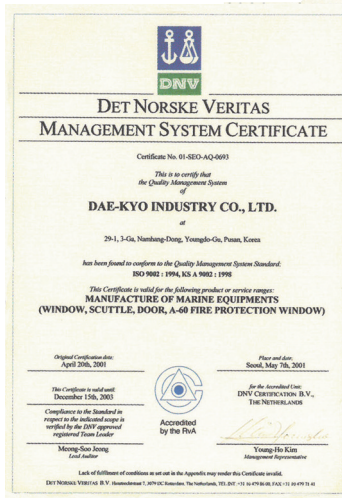 DNV
DET NORSKE VERITAS
MANAGEMENT SYSTEM CERTIFICATE
Certificate No. 01-SEO-AQ-0693
This is to certify that
the Quality Management System
of
DAE-KYO INDUSTRY CO., LTD.
at
29-1, 3-Ga, Namhang-Dong, Youngdo-Gu, Pusan, Korea
has been found to conform to the Quality Management System Standard:
ISO 9002 : 1994, KS A 9002 : 1998
This Certificate is valid for the following product or service ranges:
MANUFACTURE OF MARINE EQUIPMENTS
(WINDOW, SCUTTLE, DOOR, A-60 FIRE PROTECTION WINDOW)
Original Certification date:
April 20th, 2001
This Certificate is valid until:
December 15th, 2003
Compliance to the Standard in
respect to the indicated scope is
verified by the DNV approved
registered Team Leader
Meong-Soo Jeong
Lead Auditor
Accredited
by the RvA
Place and date:
Seoul, May 7th, 2001
for the Accredited Unit:
DNV CERTIFICATION B.V.,
THE NETHERLANDS
Young-Ho Kim
Management Representative
Lack of fulfilment of conditions as set out in the Appendix may render this Certificate invalid.
DET NORSKE VERITAS B.V.